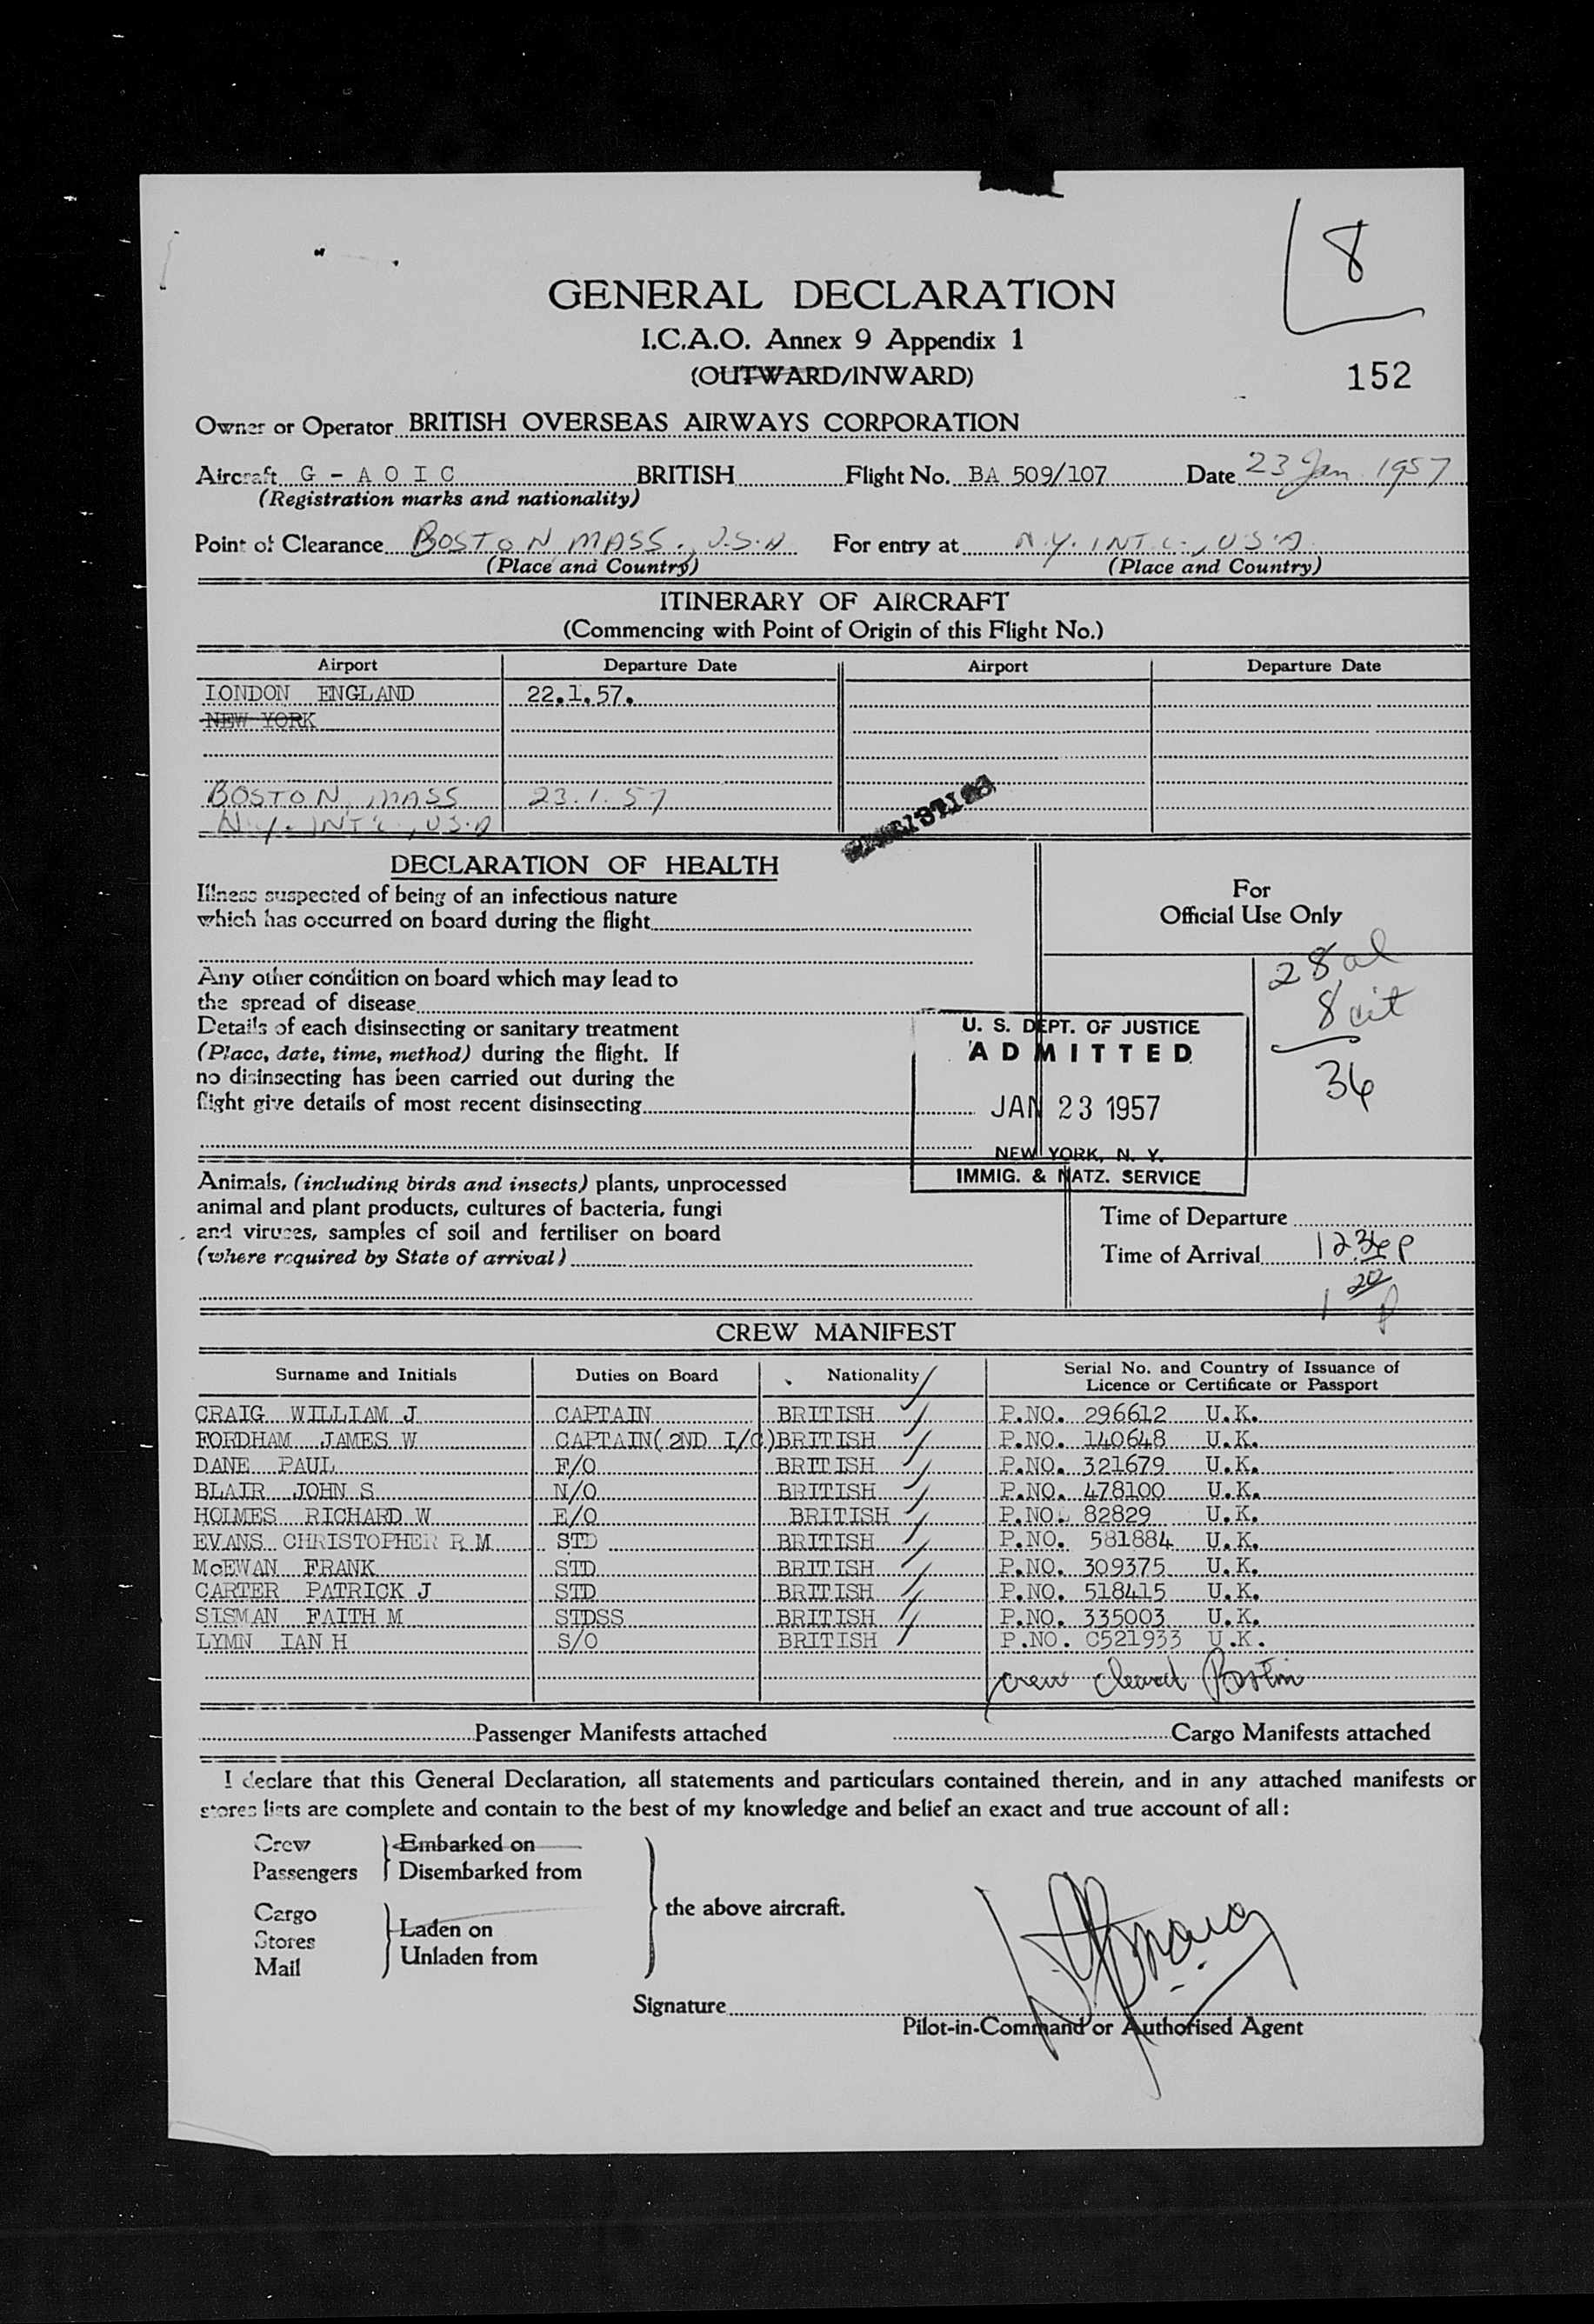 8
GENERAL DECLARATION
I.C.A.O. Annex 9 Appendix 1
(OUTWARD/INWARD)
152
Owner or Operator BRITISH OVERSEAS AIRWAYS CORPORATION
Aircraft G - A O I C BRITISH Flight No. BA 509/107 Date 23 Jan 1957
(Registration marks and nationality)
Point of Clearance BOSTON, MASS., U.S.A For entry at N.Y. INT'L., U.S.A.
(Place and Country) (Place and Country)
ITINERARY OF AIRCRAFT
(Commencing with Point of Origin of this Flight No.)
Airport Departure Date Airport Departure Date
LONDON ENGLAND 22.1.57.
NEW YORK
BOSTON, MASS 23.1.57
N.Y. INT'L., U.S.A
DECLARATION OF HEALTH
Illness suspected of being of an infectious nature
which has occurred on board during the flight
For
Official Use Only
Any other condition on board which may lead to
the spread of disease
28 al
8 cit
36
Details of each disinsecting or sanitary treatment
(Place, date, time, method) during the flight. If
no disinsecting has been carried out during the
flight give details of most recent disinsecting
U. S. DEPT. OF JUSTICE
ADMITTED
JAN 23 1957
NEW YORK, N. Y.
IMMIG. & NATZ. SERVICE
Animals, (including birds and insects) plants, unprocessed
animal and plant products, cultures of bacteria, fungi
and viruses, samples of soil and fertiliser on board
(where required by State of arrival)
Time of Departure
Time of Arrival 1236 p
1 20 p
CREW MANIFEST
Surname and Initials Duties on Board Nationality Serial No. and Country of Issuance of
Licence or Certificate or Passport
CRAIG WILLIAM J CAPTAIN BRITISH P.NO. 296612 U.K.
FORDHAM JAMES W CAPTAIN(2ND I/C) BRITISH P.NO. 140648 U.K.
DANE PAUL F/O BRITISH P.NO. 321679 U.K.
BLAIR JOHN S N/O BRITISH P.NO. 478100 U.K.
HOLMES RICHARD W E/O BRITISH P.NO. 82829 U.K.
EVANS CHRISTOPHER R M STD BRITISH P.NO. 581884 U.K.
McEWAN FRANK STD BRITISH P.NO. 309375 U.K.
CARTER PATRICK J STD BRITISH P.NO. 518415 U.K.
SISMAN FAITH M STDSS BRITISH P.NO. 335003 U.K.
LYMN IAN H S/O BRITISH P.NO. C521933 U.K.
crew cleared Boston
Passenger Manifests attached Cargo Manifests attached
I declare that this General Declaration, all statements and particulars contained therein, and in any attached manifests or
stores lists are complete and contain to the best of my knowledge and belief an exact and true account of all:
Crew Embarked on
Passengers Disembarked from
the above aircraft.
Cargo
Stores Laden on
Mail Unladen from
Signature
Pilot-in-Command or Authorised Agent